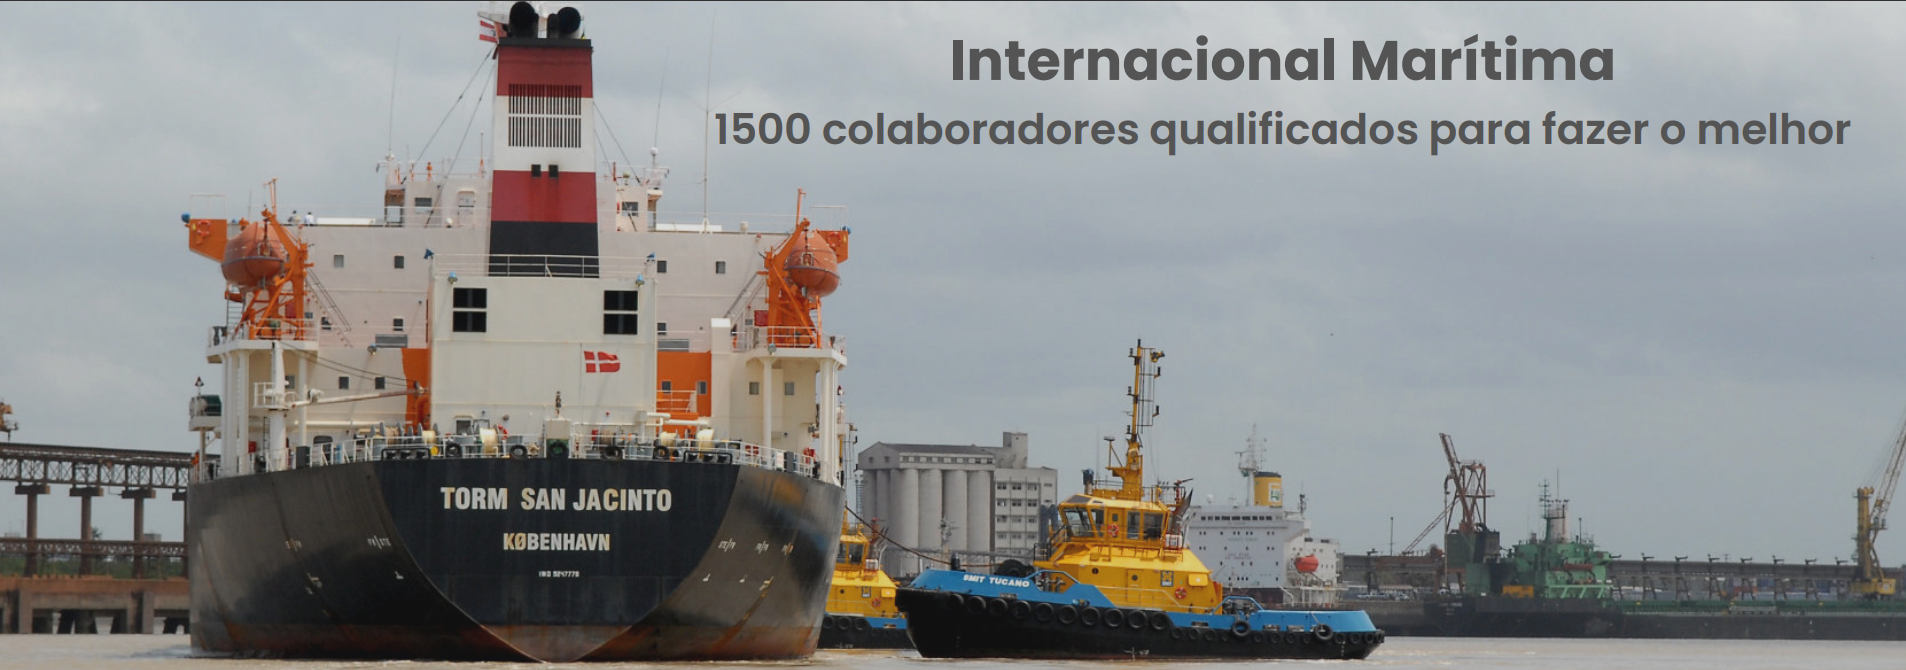 Internacional Marítima
1500 colaboradores qualificados para fazer o melhor
TORM SAN JACINTO
KØBENHAVN
SMIT TUCANO